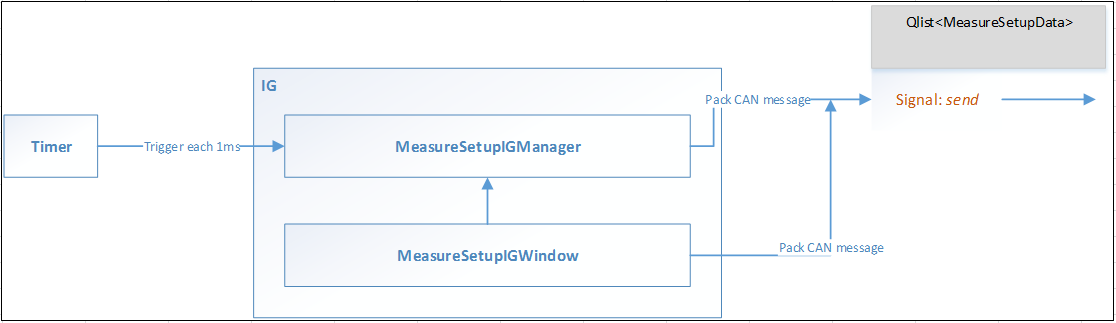 Qlist<MeasureSetupData>
IG
Pack CAN message
Signal: send
Timer
Trigger each 1ms
MeasureSetupIGManager
Pack CAN message
MeasureSetupIGWindow